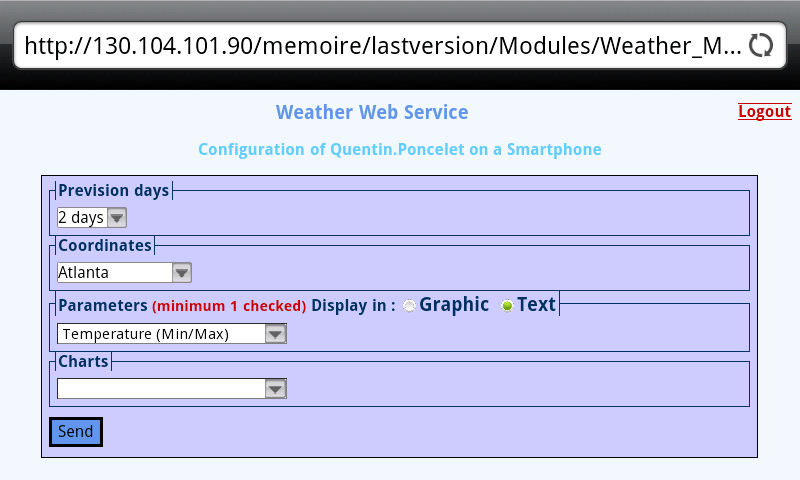 http://130.104.101.90/memoire/lastversion/Modules/Weather_M...
Weather Web Service
Logout
Configuration of Quentin.Poncelet on a Smartphone
Prevision days
2 days
Coordinates
Atlanta
Parameters (minimum 1 checked) Display in : Graphic Text
Temperature (Min/Max)
Charts
Send